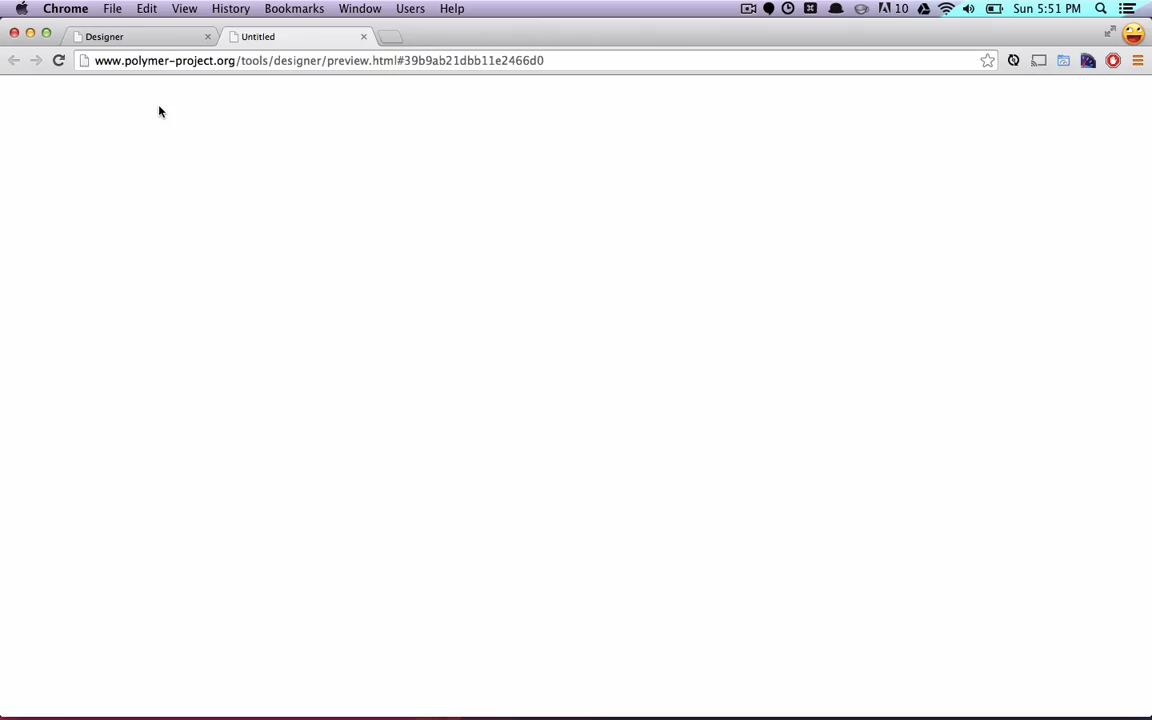 Chrome File Edit View History Bookmarks Window Users Help 10 Sun 5:51 PM
Designer Untitled
www.polymer-project.org/tools/designer/preview.html#39b9ab21dbb11e2466d0